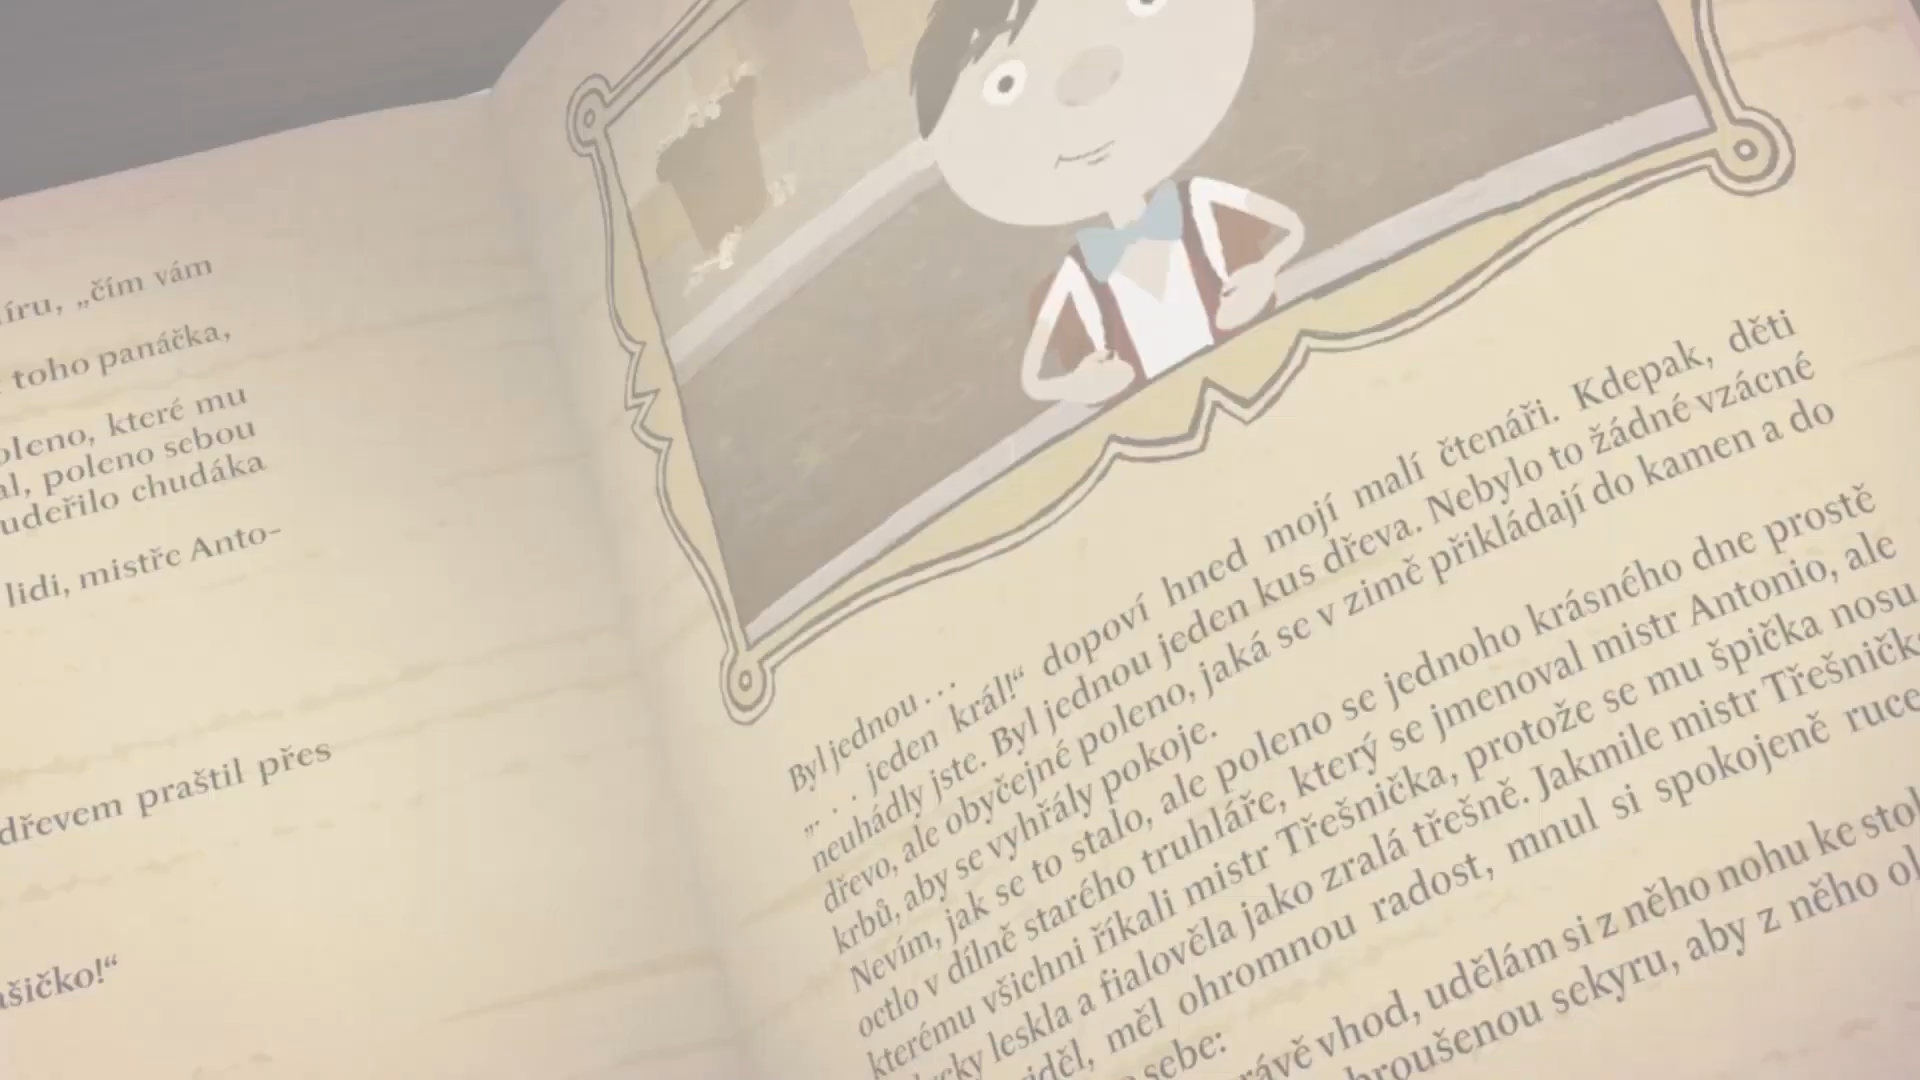 íru, „čím vám
toho panáčka,
oleno, které mu
al, poleno sebou
udeřilo chudáka
lidi, mistře Anto-
dřevem praštil přes
ašičko!“
Byl jednou...
„. . . jeden král!“ dopoví hned mojí malí čtenáři. Kdepak, děti
neuhádly jste. Byl jednou jeden kus dřeva. Nebylo to žádné vzácné
dřevo, ale obyčejné poleno, jaká se v zimě přikládají do kamen a do
krbů, aby se vyhřály pokoje.
Nevím, jak se to stalo, ale poleno se jednoho krásného dne prostě
octlo v dílně starého truhláře, který se jmenoval mistr Antonio, ale
kterému všichni říkali mistr Třešnička, protože se mu špička nosu
leskla a fialověla jako zralá třešně. Jakmile mistr Třešničk
iděl, měl ohromnou radost, mnul si spokojeně ruce
sebe:
rávě vhod, udělám si z něho nohu ke stol
broušenou sekyru, aby z něho ol